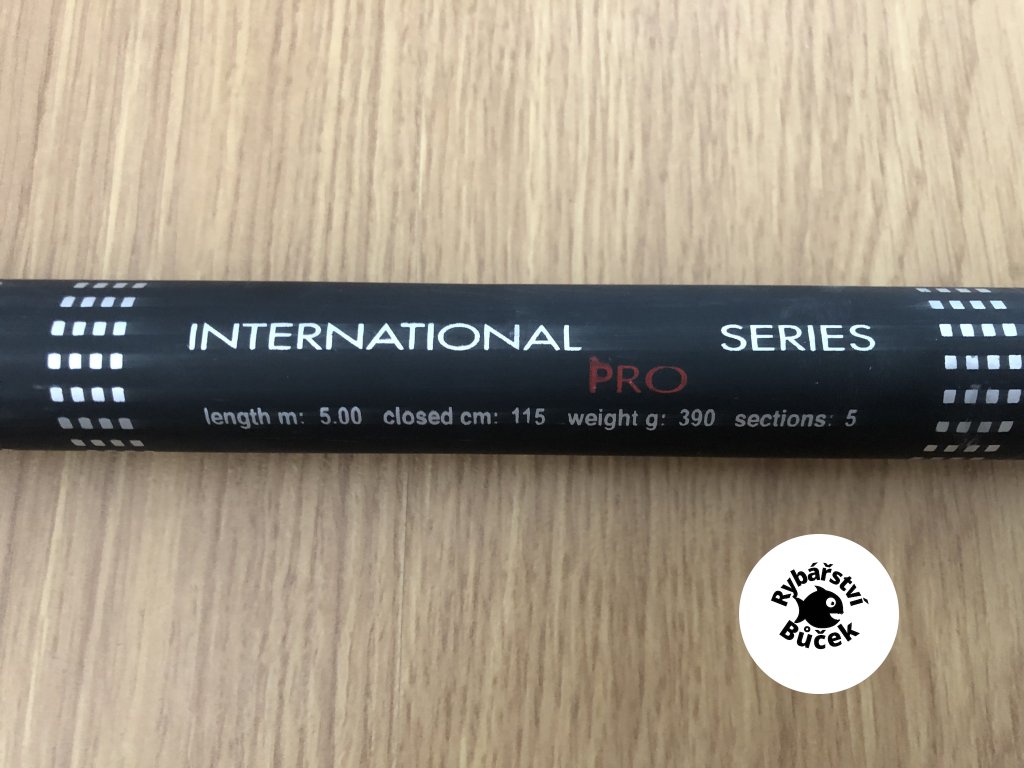 INTERNATIONAL SERIES
PRO
length m: 5.00 closed cm: 115 weight g: 390 sections: 5
Rybářství
Bůček